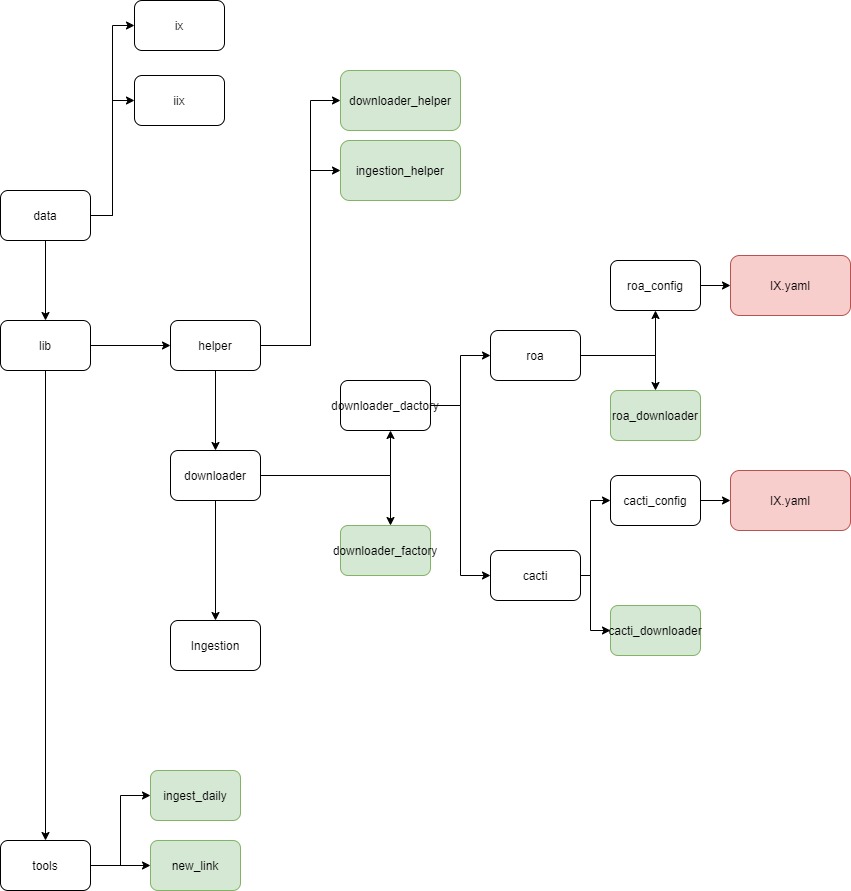 ix
iix
downloader_helper
ingestion_helper
data
roa_config
IX.yaml
lib
helper
roa
downloader_dactory
roa_downloader
downloader
cacti_config
IX.yaml
downloader_factory
cacti
cacti_downloader
Ingestion
ingest_daily
tools
new_link